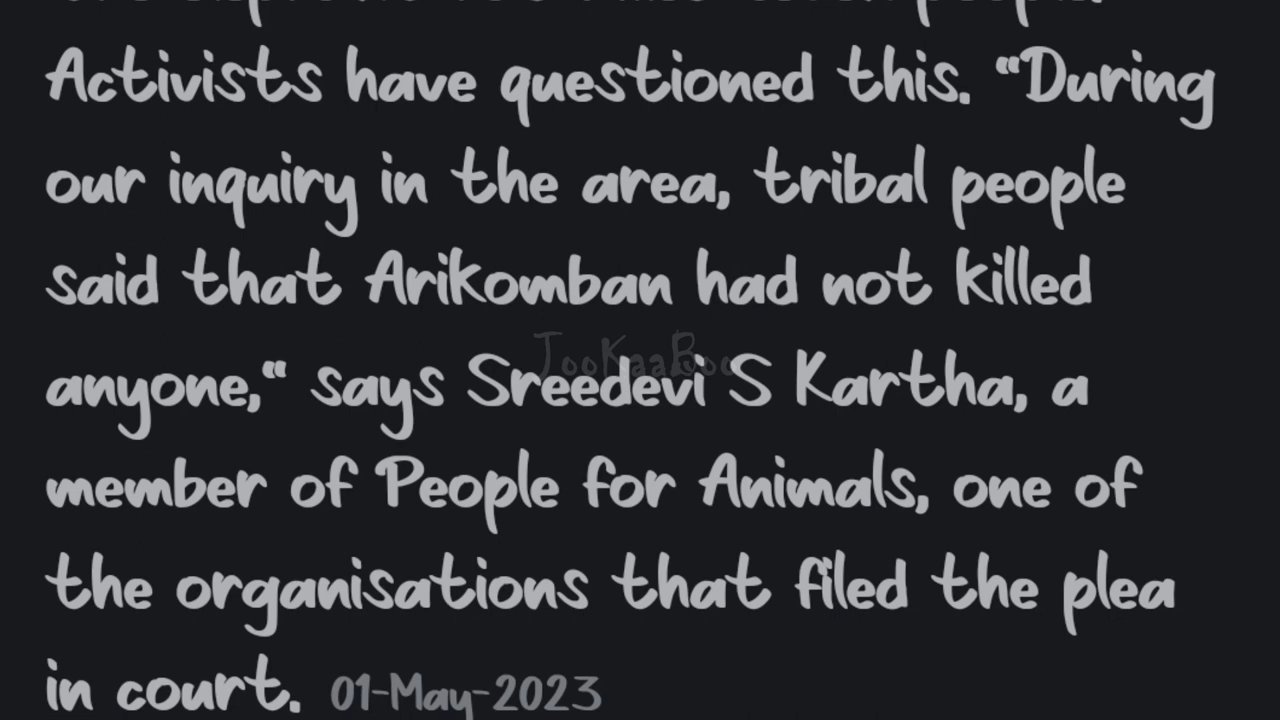 Activists have questioned this. “During
our inquiry in the area, tribal people
said that Arikomban had not killed
anyone,“ says Sreedevi S Kartha, a
JooKaaBoo
member of People for Animals, one of
the organisations that filed the plea
in court. 01-May-2023